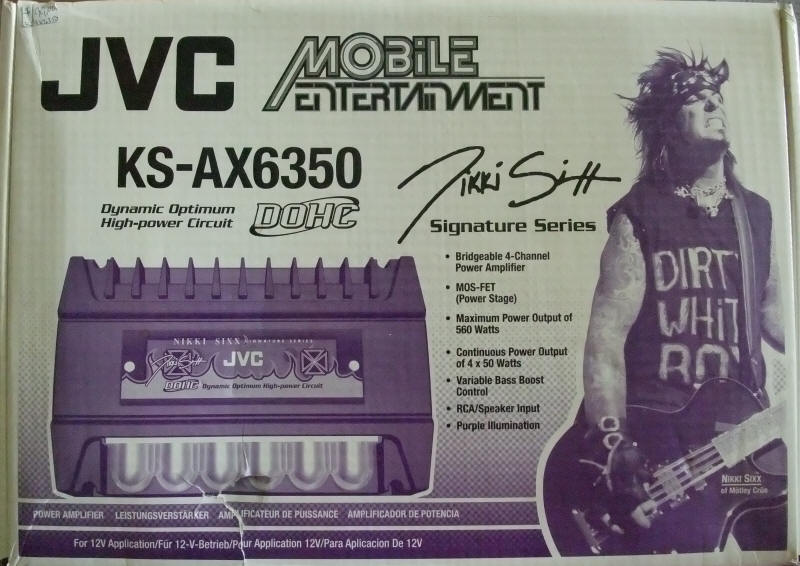 JVC
MOBiLE
ENTERTAINMENT
KS-AX6350
Nikki Sixx
Dynamic Optimum
High-power Circuit
DOHC
Signature Series
• Bridgeable 4-Channel
Power Amplifier
• MOS-FET
(Power Stage)
• Maximum Power Output of
560 Watts
• Continuous Power Output
of 4 x 50 Watts
• Variable Bass Boost
Control
• RCA/Speaker Input
• Purple Illumination
NIKKI SIXX SIGNATURE SERIES
Nikki Sixx
JVC
DOHC Dynamic Optimum High-power Circuit
DIRTY
WHIT
BOY
NIKKI SIXX
of Mötley Crüe
POWER AMPLIFIER LEISTUNGSVERSTÄRKER AMPLIFICATEUR DE PUISSANCE AMPLIFICADOR DE POTENCIA
For 12V Application/Für 12-V-Betrieb/Pour Application 12V/Para Aplicacion De 12V